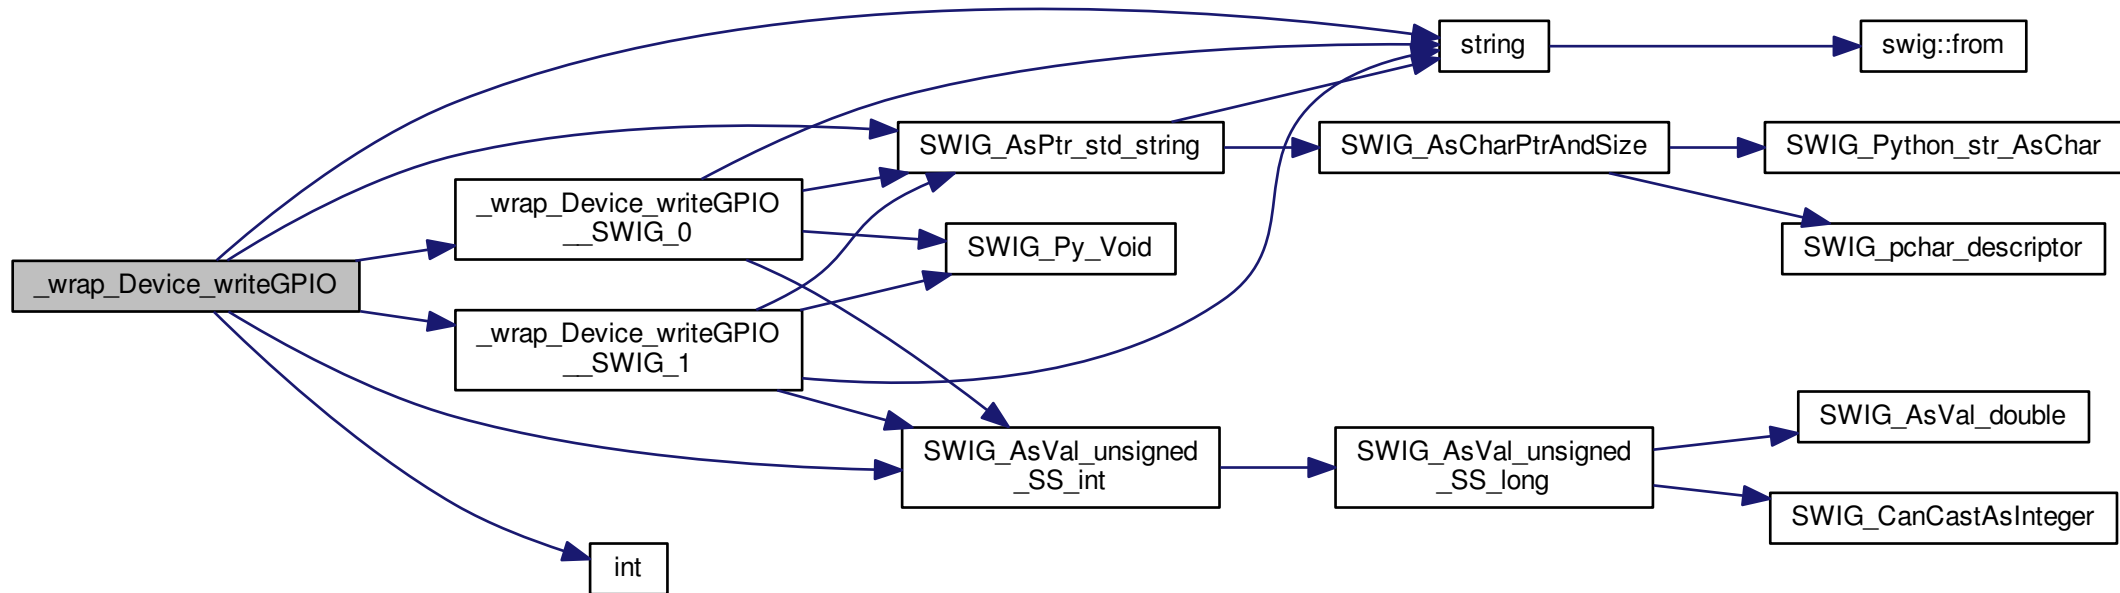 _wrap_Device_writeGPIO
_wrap_Device_writeGPIO
__SWIG_0
_wrap_Device_writeGPIO
__SWIG_1
int
SWIG_AsPtr_std_string
SWIG_Py_Void
SWIG_AsVal_unsigned
_SS_int
string
SWIG_AsCharPtrAndSize
SWIG_AsVal_unsigned
_SS_long
swig::from
SWIG_Python_str_AsChar
SWIG_pchar_descriptor
SWIG_AsVal_double
SWIG_CanCastAsInteger